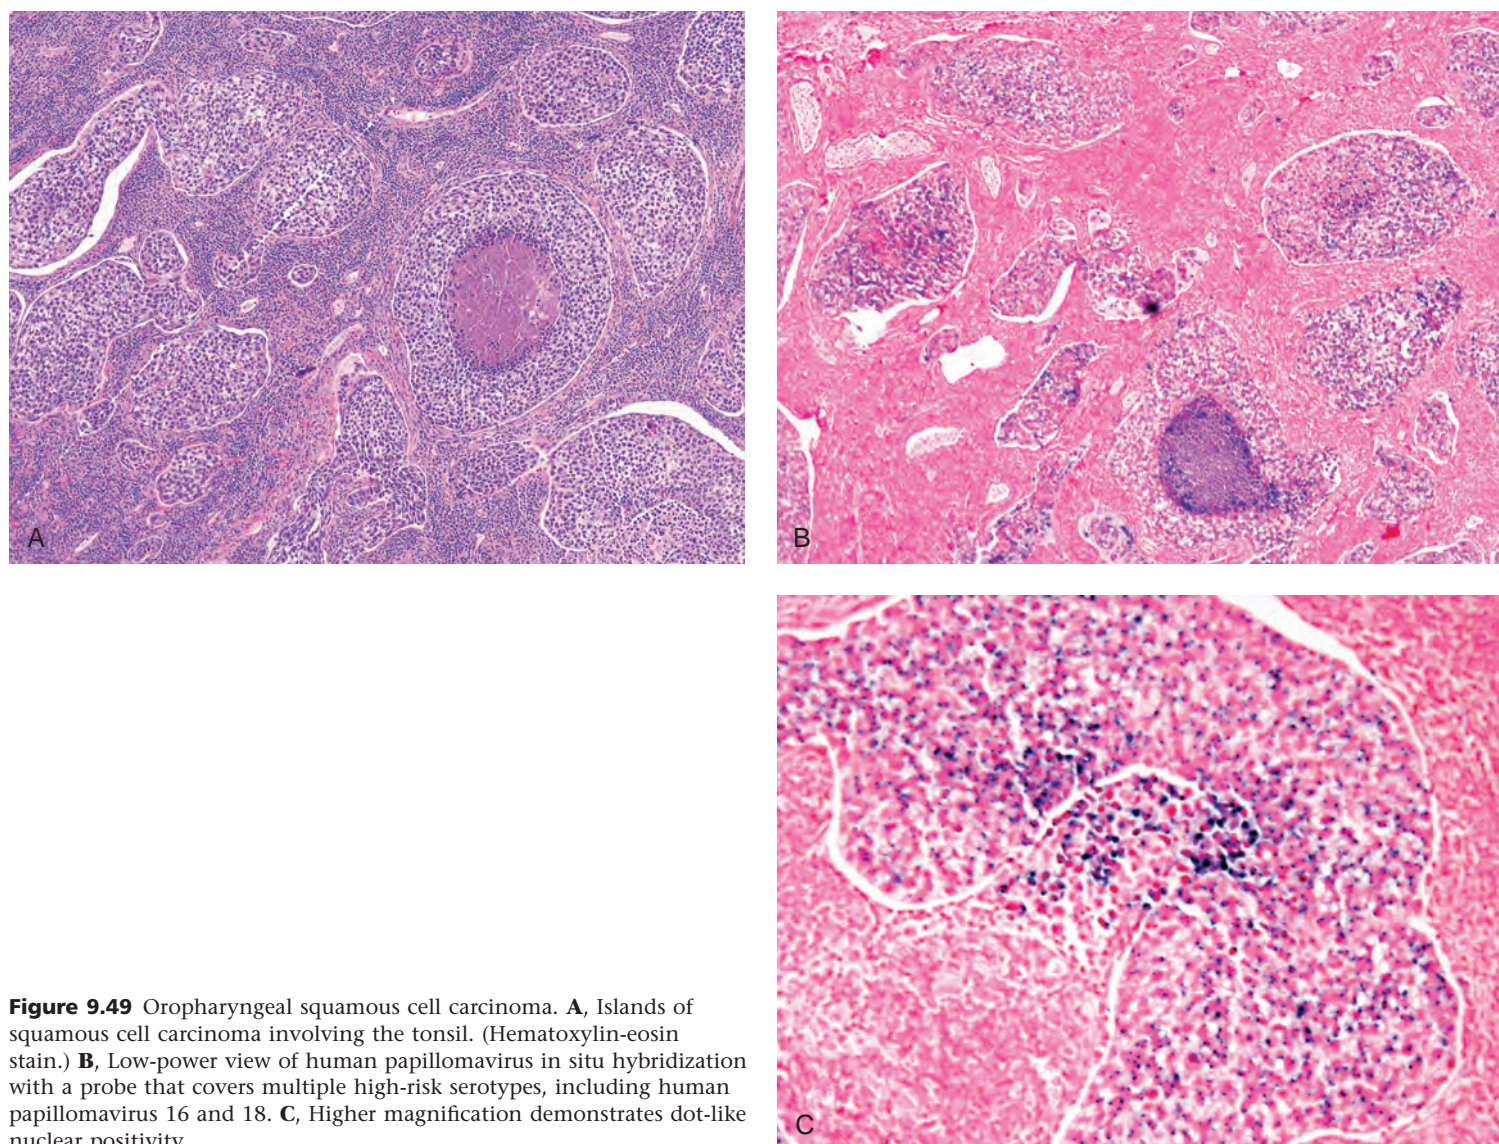 A
B
C
Figure 9.49 Oropharyngeal squamous cell carcinoma. A, Islands of
squamous cell carcinoma involving the tonsil. (Hematoxylin-eosin
stain.) B, Low-power view of human papillomavirus in situ hybridization
with a probe that covers multiple high-risk serotypes, including human
papillomavirus 16 and 18. C, Higher magnification demonstrates dot-like
nuclear positivity